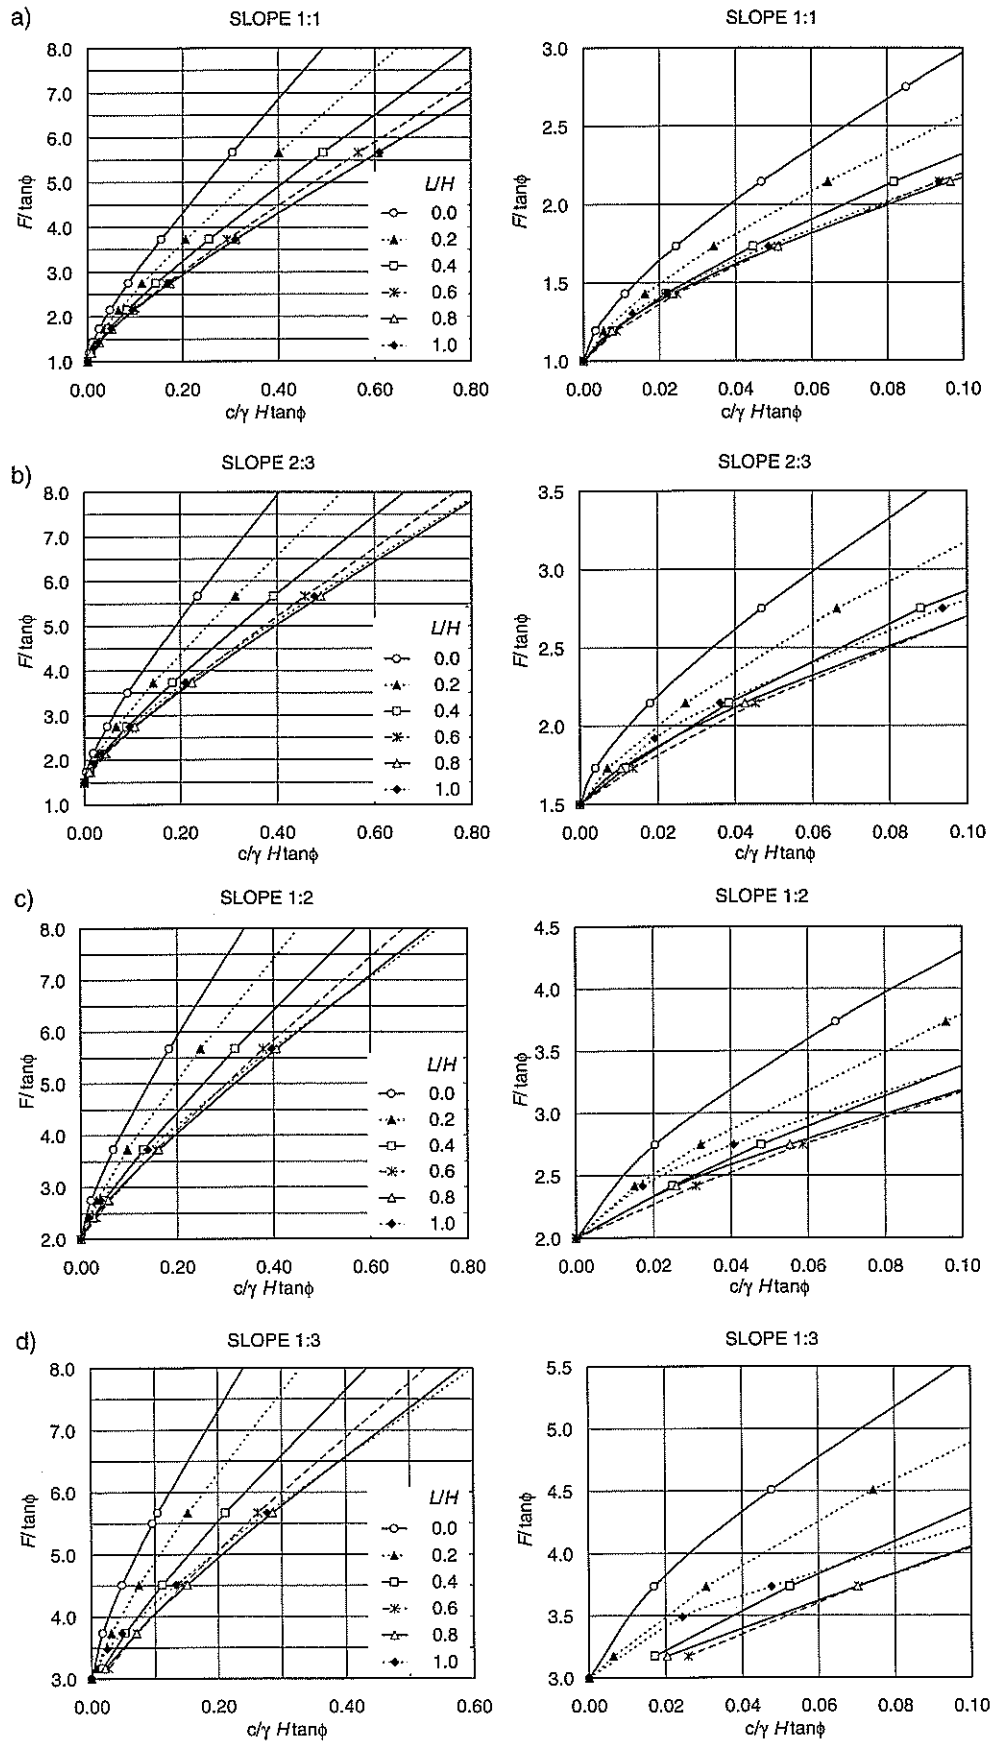 a)
SLOPE 1:1
8.0
7.0
6.0
5.0
4.0
3.0
2.0
1.0
F/tanϕ
0.00 0.20 0.40 0.60 0.80
c/γ Htanϕ
L/H
0.0
0.2
0.4
0.6
0.8
1.0
SLOPE 1:1
3.0
2.5
2.0
1.5
1.0
F/tanϕ
0.00 0.02 0.04 0.06 0.08 0.10
c/γ Htanϕ
b)
SLOPE 2:3
8.0
7.0
6.0
5.0
4.0
3.0
2.0
1.0
F/tanϕ
0.00 0.20 0.40 0.60 0.80
c/γ Htanϕ
L/H
0.0
0.2
0.4
0.6
0.8
1.0
SLOPE 2:3
3.5
3.0
2.5
2.0
1.5
F/tanϕ
0.00 0.02 0.04 0.06 0.08 0.10
c/γ Htanϕ
c)
SLOPE 1:2
8.0
7.0
6.0
5.0
4.0
3.0
2.0
F/tanϕ
0.00 0.20 0.40 0.60 0.80
c/γ Htanϕ
L/H
0.0
0.2
0.4
0.6
0.8
1.0
SLOPE 1:2
4.5
4.0
3.5
3.0
2.5
2.0
F/tanϕ
0.00 0.02 0.04 0.06 0.08 0.10
c/γ Htanϕ
d)
SLOPE 1:3
8.0
7.0
6.0
5.0
4.0
3.0
F/tanϕ
0.00 0.20 0.40 0.60 0.80
c/γ Htanϕ
L/H
0.0
0.2
0.4
0.6
0.8
1.0
SLOPE 1:3
5.5
5.0
4.5
4.0
3.5
3.0
F/tanϕ
0.00 0.02 0.04 0.06 0.08 0.10
c/γ Htanϕ